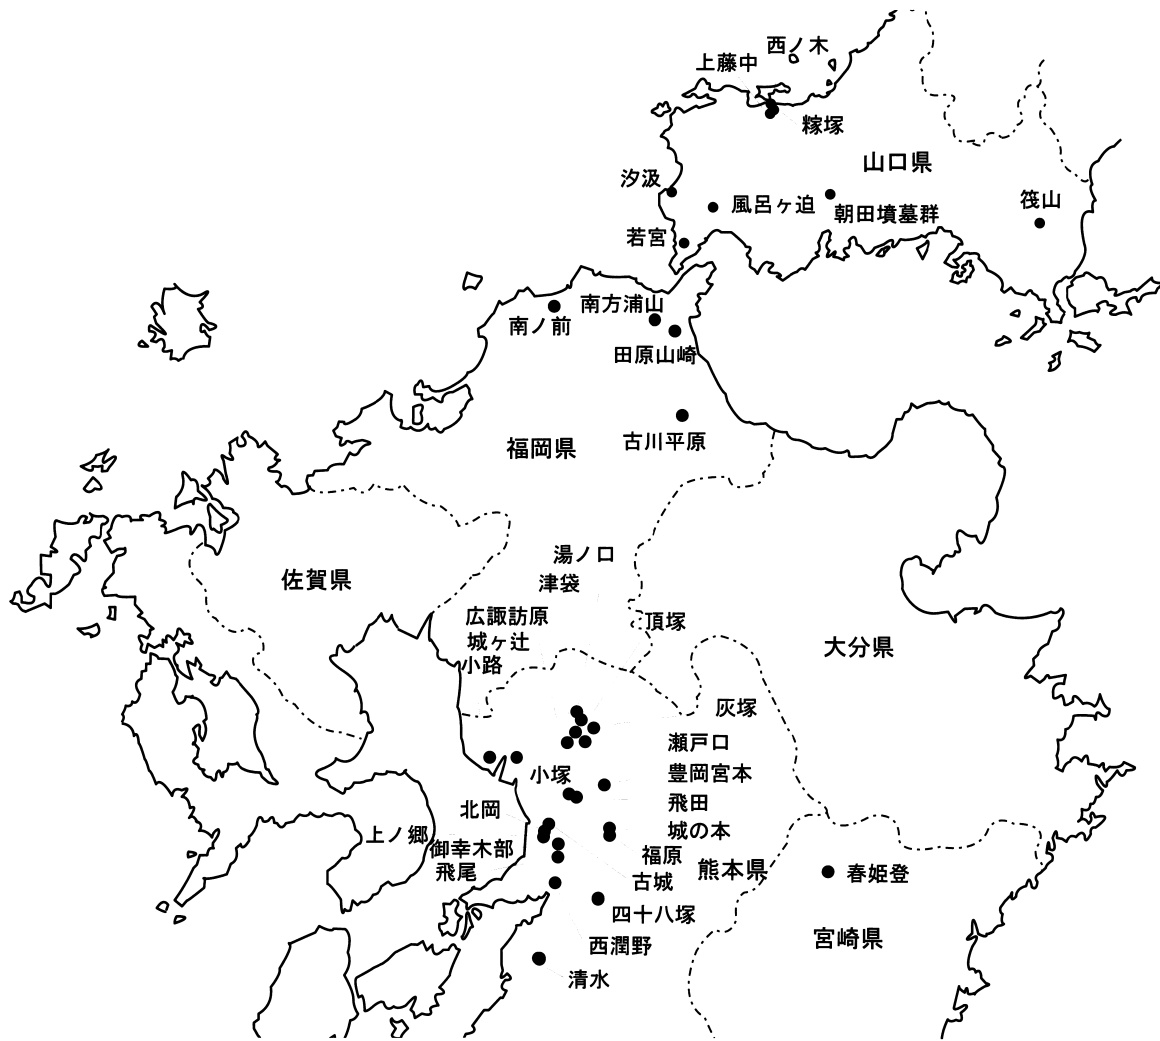 西ノ木
上藤中
稼塚
山口県
汐汲
風呂ヶ迫
朝田墳墓群
筏山
若宮
南方浦山
南ノ前
田原山崎
古川平原
福岡県
湯ノ口
津袋
佐賀県
広諏訪原
城ヶ辻
小路
頂塚
大分県
灰塚
瀬戸口
豊岡宮本
小塚
飛田
北岡
城の本
上ノ郷
御幸木部
福原
熊本県
飛尾
古城
春姫登
四十八塚
宮崎県
西潤野
清水